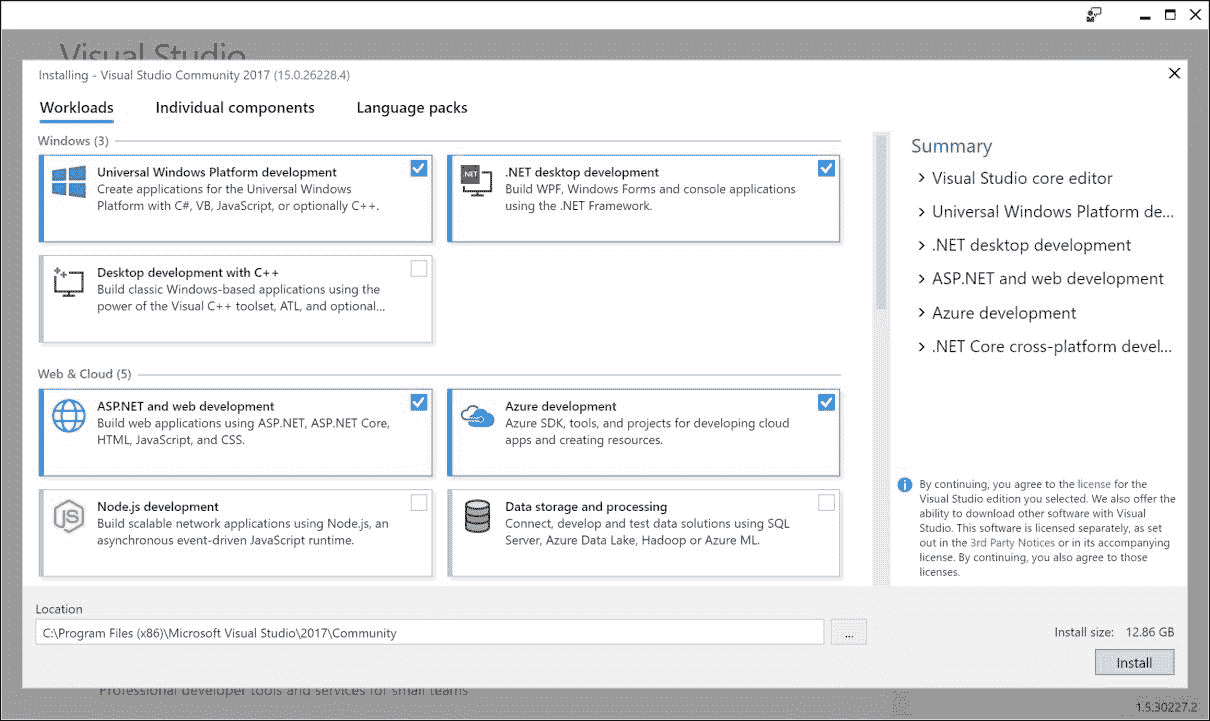 Visual Studio
Installing - Visual Studio Community 2017 (15.0.26228.4)
Workloads
Individual components
Language packs
Windows (3)
Universal Windows Platform development
Create applications for the Universal Windows
Platform with C#, VB, JavaScript, or optionally C++.
.NET
.NET desktop development
Build WPF, Windows Forms and console applications
using the .NET Framework.
Desktop development with C++
Build classic Windows-based applications using the
power of the Visual C++ toolset, ATL, and optional...
Web & Cloud (5)
ASP.NET and web development
Build web applications using ASP.NET, ASP.NET Core,
HTML, JavaScript, and CSS.
Azure development
Azure SDK, tools, and projects for developing cloud
apps and creating resources.
JS
Node.js development
Build scalable network applications using Node.js, an
asynchronous event-driven JavaScript runtime.
Data storage and processing
Connect, develop and test data solutions using SQL
Server, Azure Data Lake, Hadoop or Azure ML.
Summary
Visual Studio core editor
Universal Windows Platform de...
.NET desktop development
ASP.NET and web development
Azure development
.NET Core cross-platform devel...
By continuing, you agree to the license for the
Visual Studio edition you selected. We also offer the
ability to download other software with Visual
Studio. This software is licensed separately, as set
out in the 3rd Party Notices or in its accompanying
license. By continuing, you also agree to those
licenses.
Location
C:\Program Files (x86)\Microsoft Visual Studio\2017\Community
...
Install size: 12.86 GB
Install
Professional developer tools and services for small teams
1.5.30227.2